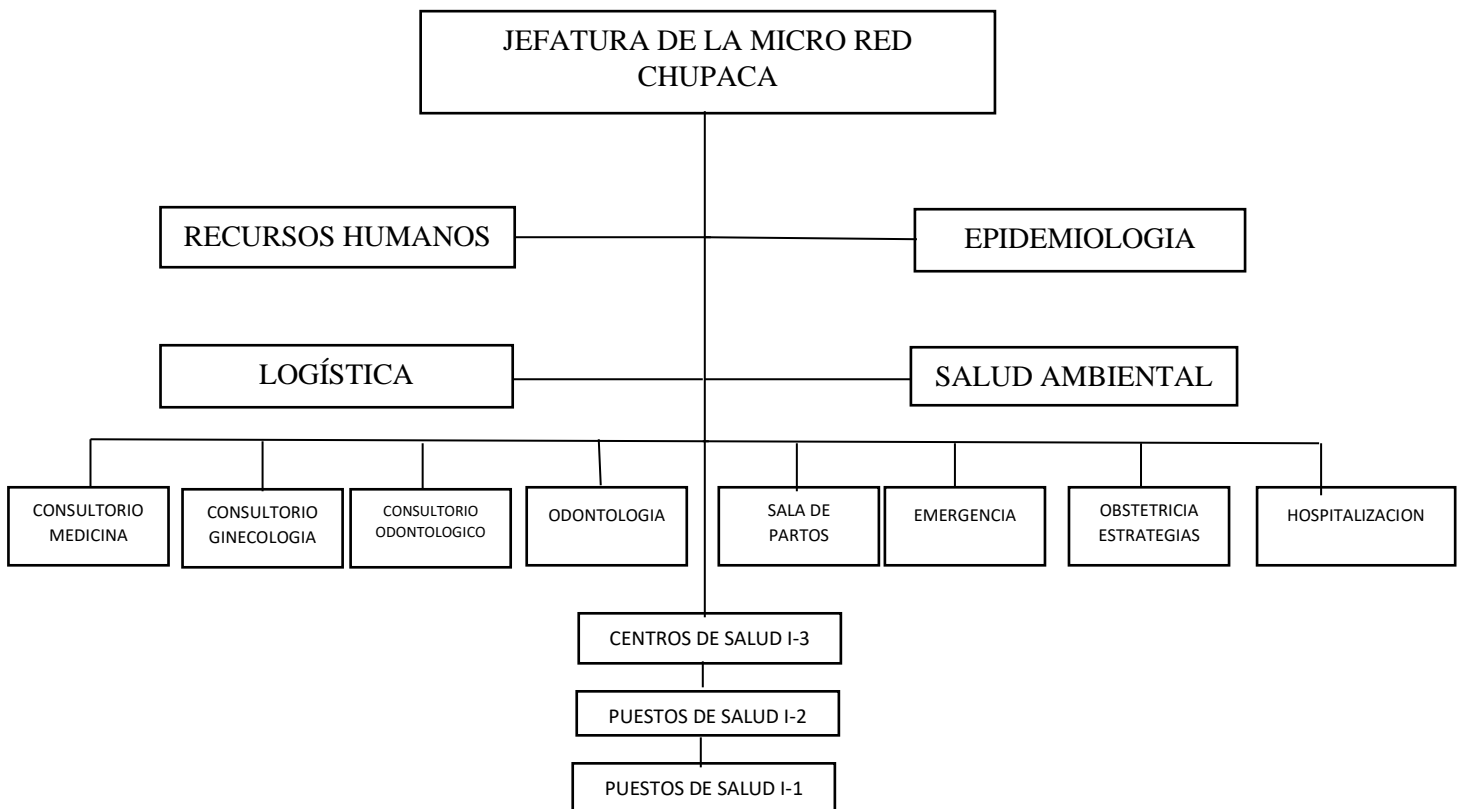 JEFATURA DE LA MICRO RED
CHUPACA
RECURSOS HUMANOS
EPIDEMIOLOGIA
LOGÍSTICA
SALUD AMBIENTAL
CONSULTORIO
MEDICINA
CONSULTORIO
GINECOLOGIA
CONSULTORIO
ODONTOLOGICO
ODONTOLOGIA
SALA DE
PARTOS
EMERGENCIA
OBSTETRICIA
ESTRATEGIAS
HOSPITALIZACION
CENTROS DE SALUD I-3
PUESTOS DE SALUD I-2
PUESTOS DE SALUD I-1